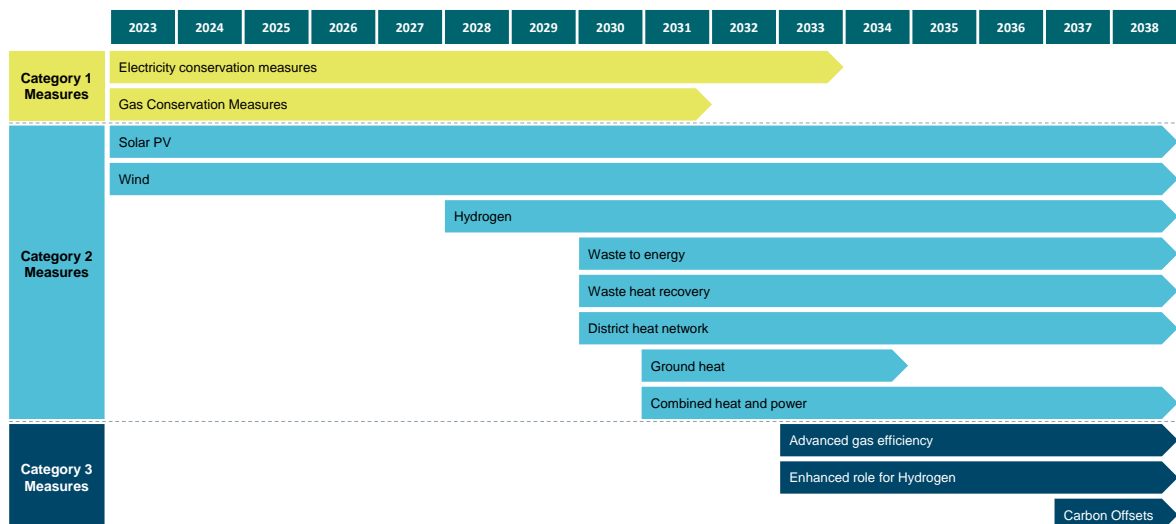 2023 2024 2025 2026 2027 2028 2029 2030 2031 2032 2033 2034 2035 2036 2037 2038
Category 1
Measures
Electricity conservation measures
Gas Conservation Measures
Category 2
Measures
Solar PV
Wind
Hydrogen
Waste to energy
Waste heat recovery
District heat network
Ground heat
Combined heat and power
Category 3
Measures
Advanced gas efficiency
Enhanced role for Hydrogen
Carbon Offsets